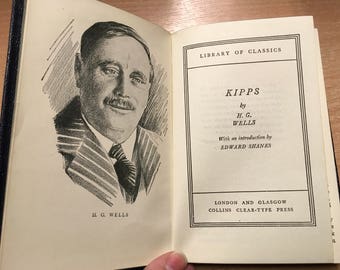 H. G. WELLS
LIBRARY OF CLASSICS
KIPPS
by
H. G.
WELLS
With an introduction by
EDWARD SHANKS
LONDON AND GLASGOW
COLLINS CLEAR-TYPE PRESS